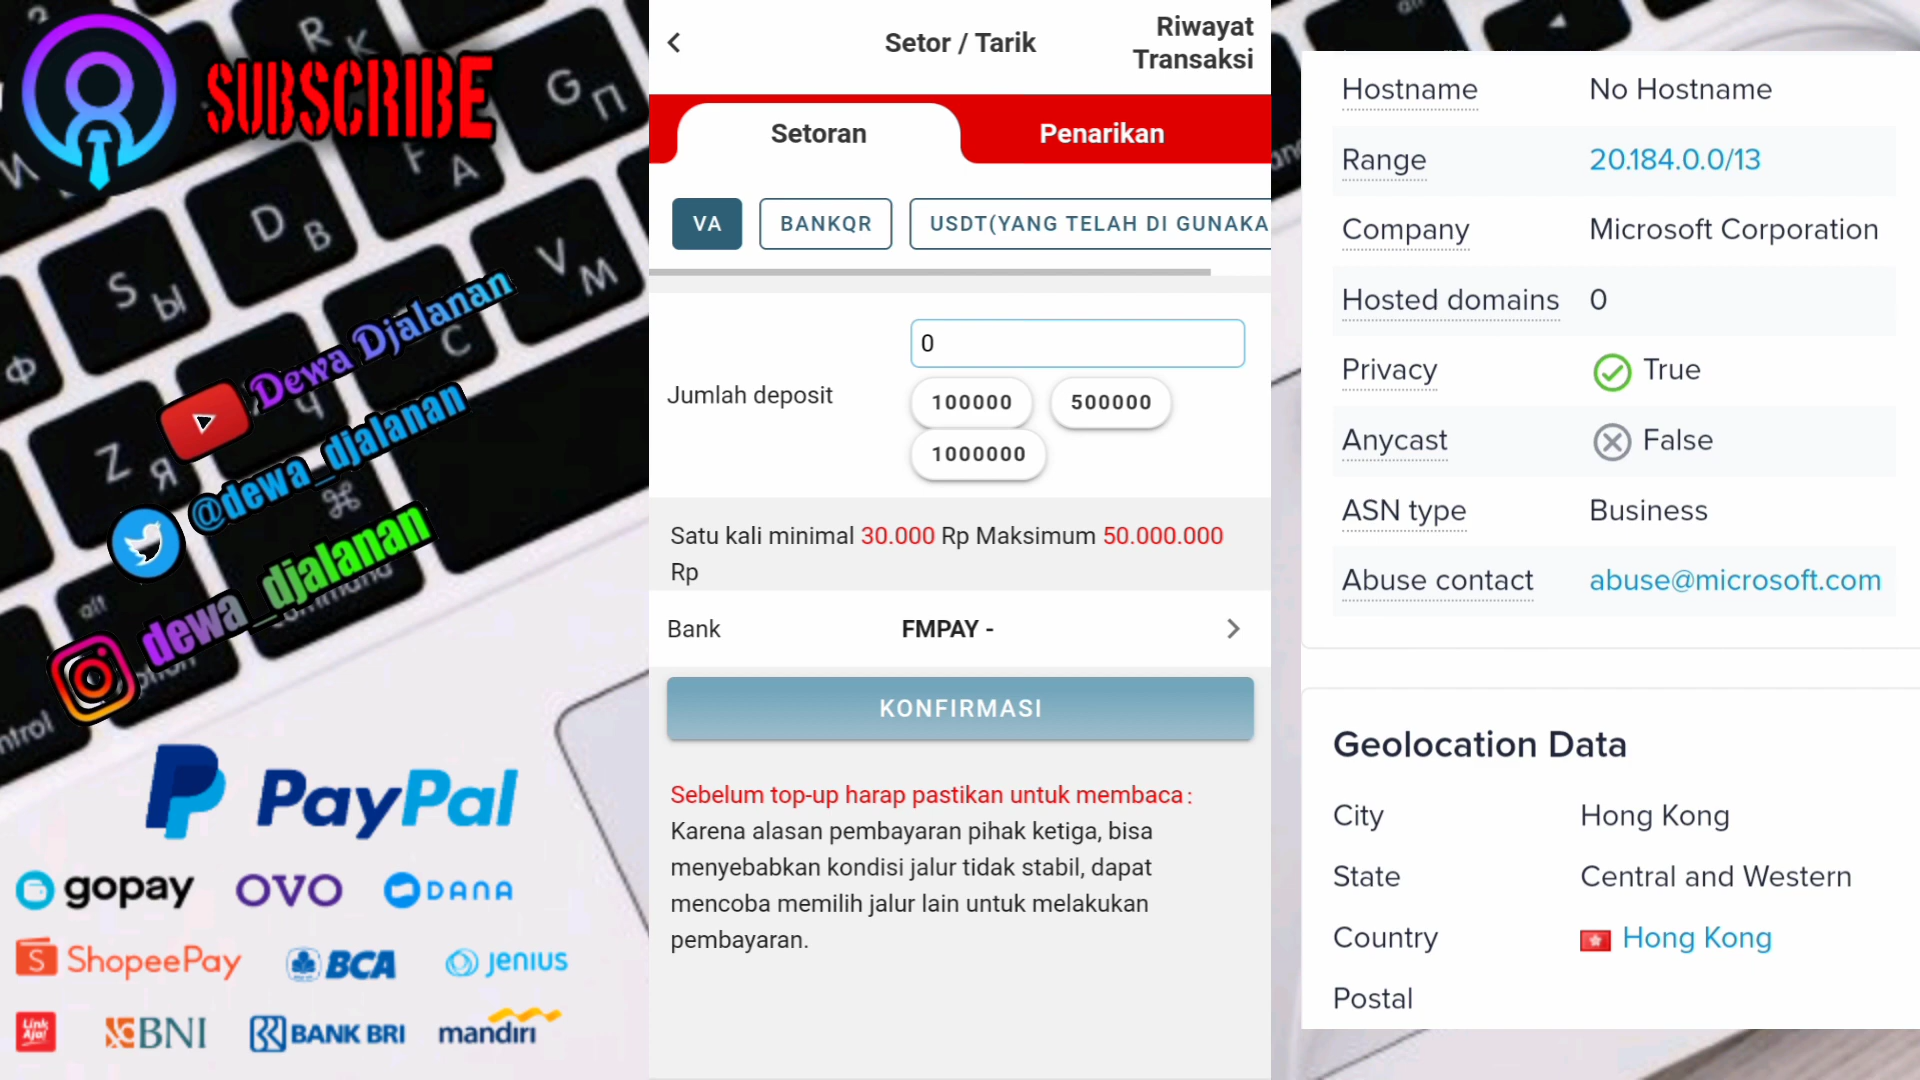 SUBSCRIBE
Dewa Djalanan
@dewa_djalanan
dewa_djalanan
PayPal
gopay
OVO
DANA
S ShopeePay
BCA
jenius
Link Aja!
BNI
BANK BRI
mandiri
Setor / Tarik
Riwayat
Transaksi
Setoran
Penarikan
VA
BANKQR
USDT(YANG TELAH DI GUNAKA
0
Jumlah deposit
100000
500000
1000000
Satu kali minimal 30.000 Rp Maksimum 50.000.000
Rp
Bank
FMPAY -
KONFIRMASI
Sebelum top-up harap pastikan untuk membaca :
Karena alasan pembayaran pihak ketiga, bisa
menyebabkan kondisi jalur tidak stabil, dapat
mencoba memilih jalur lain untuk melakukan
pembayaran.
Hostname No Hostname
Range 20.184.0.0/13
Company Microsoft Corporation
Hosted domains 0
Privacy True
Anycast False
ASN type Business
Abuse contact abuse@microsoft.com
Geolocation Data
City Hong Kong
State Central and Western
Country Hong Kong
Postal